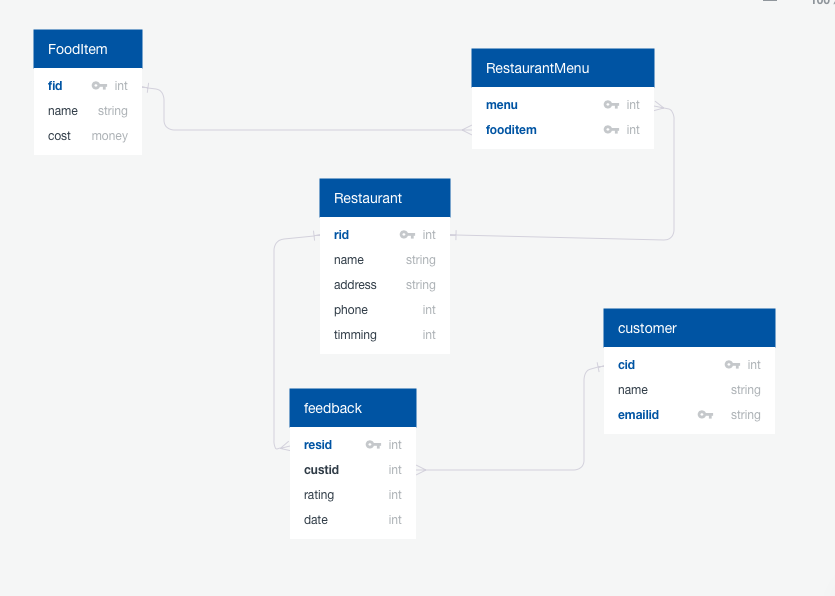 FoodItem
fid int
name string
cost money
RestaurantMenu
menu int
fooditem int
Restaurant
rid int
name string
address string
phone int
timming int
customer
cid int
name string
emailid string
feedback
resid int
custid int
rating int
date int